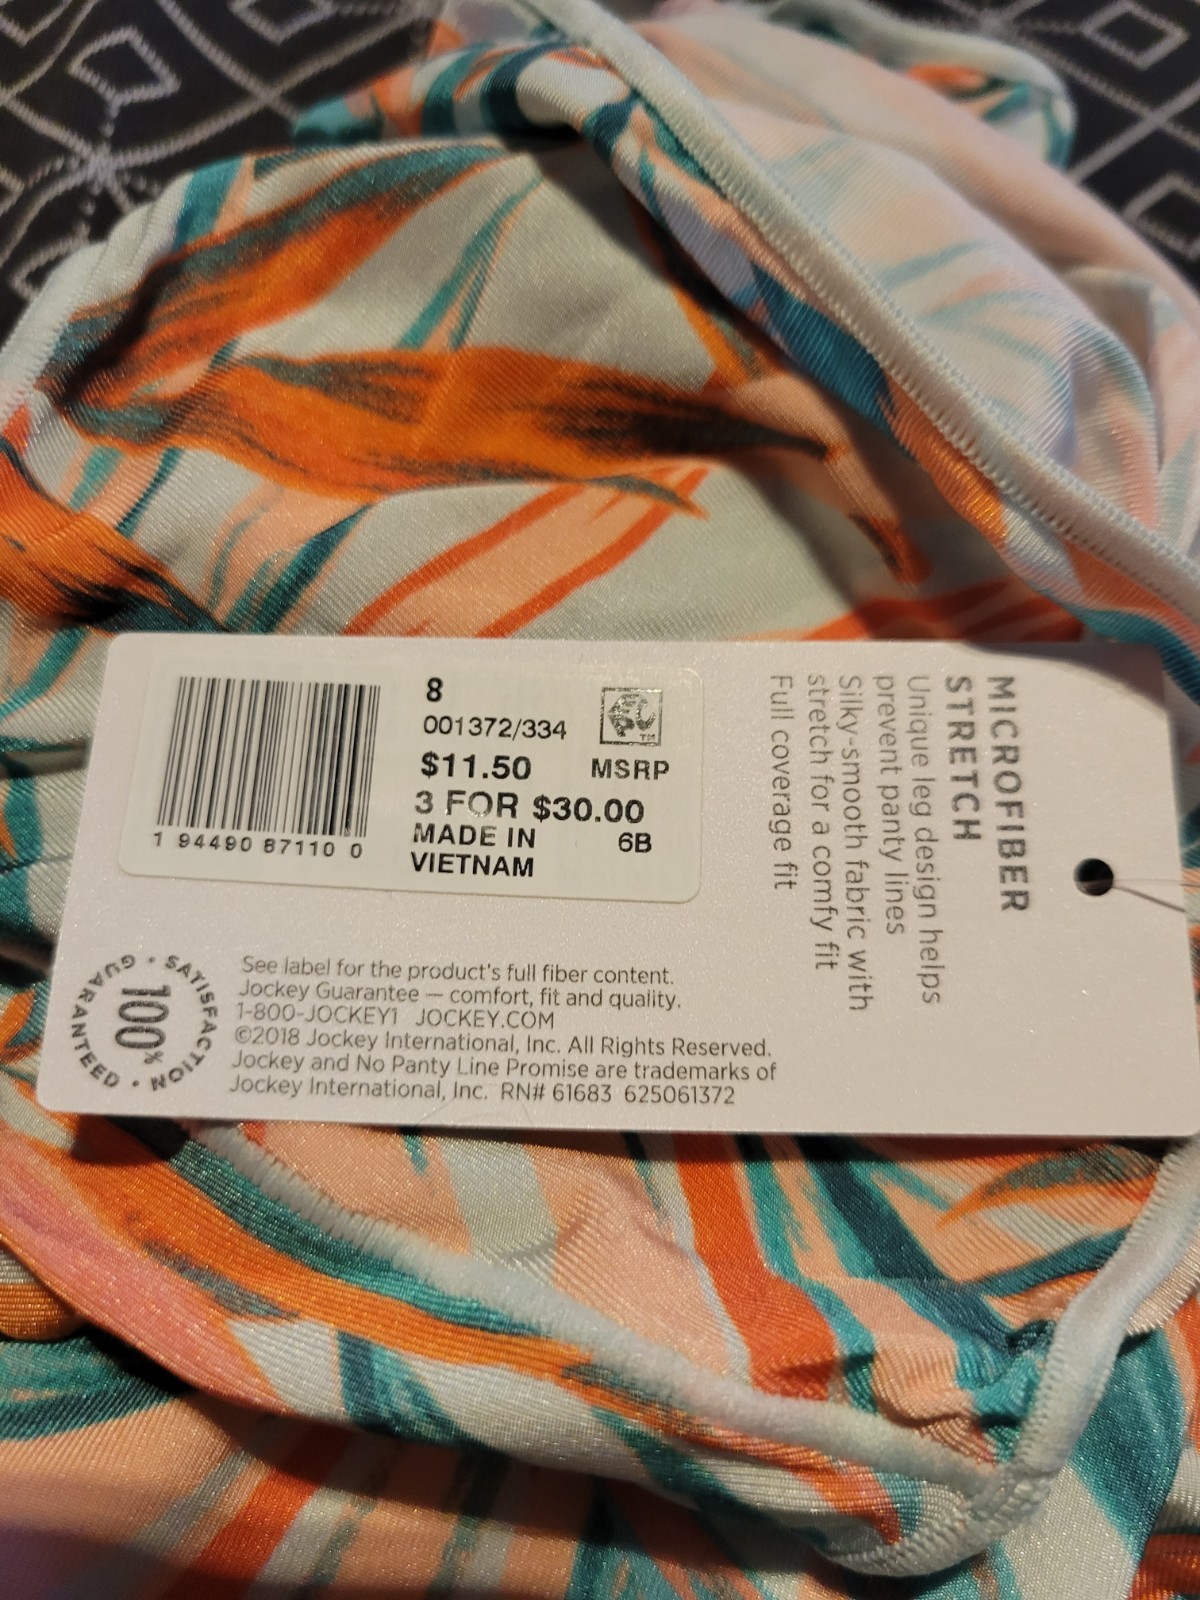 8
001372/334
$11.50 MSRP
3 FOR $30.00
MADE IN 6B
VIETNAM
1 94490 87110 0
TM
MICROFIBER
STRETCH
Unique leg design helps
prevent panty lines
Silky-smooth fabric with
stretch for a comfy fit
Full coverage fit
SATISFACTION • GUARANTEED •
100%
See label for the product's full fiber content.
Jockey Guarantee — comfort, fit and quality.
1-800-JOCKEY1 JOCKEY.COM
©2018 Jockey International, Inc. All Rights Reserved.
Jockey and No Panty Line Promise are trademarks of
Jockey International, Inc. RN# 61683 625061372